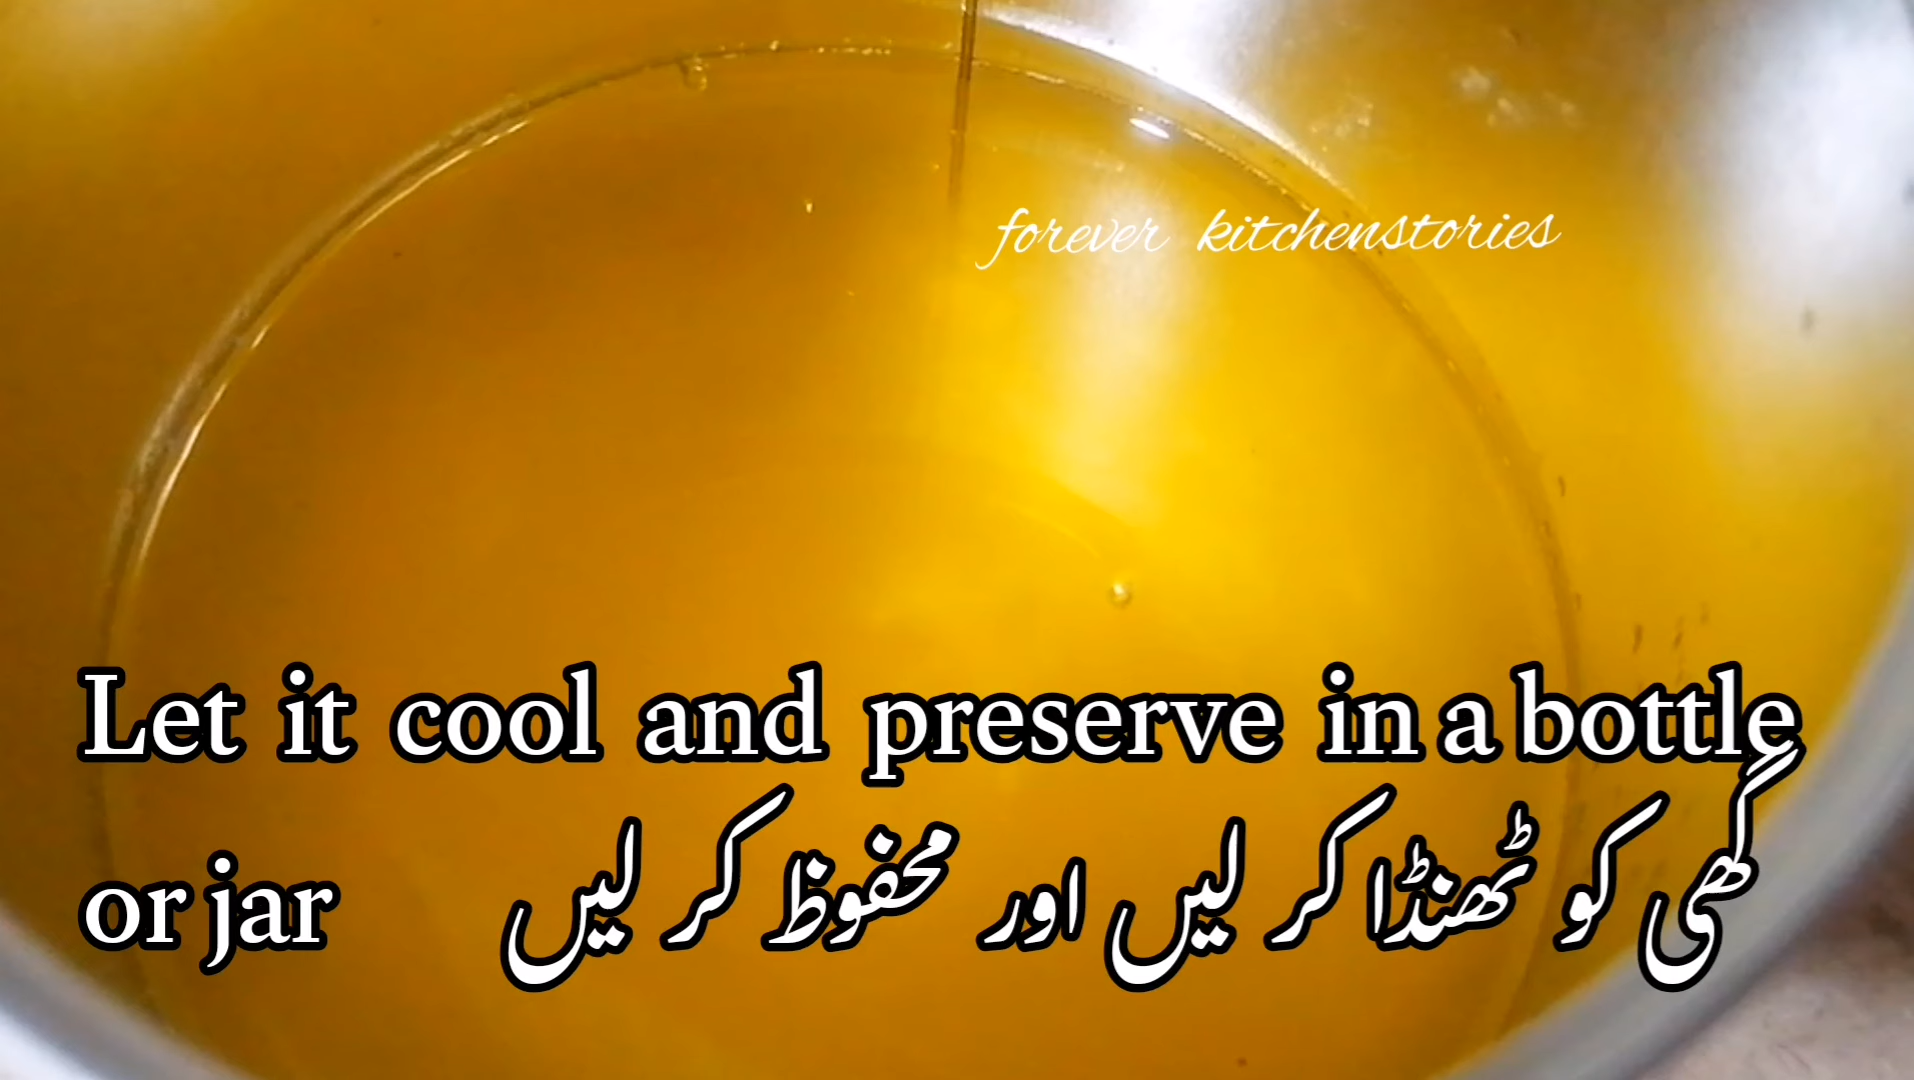 forever kitchenstories
Let it cool and preserve in a bottle
or jar گھی کو ٹھنڈا کر لیں اور محفوظ کر لیں